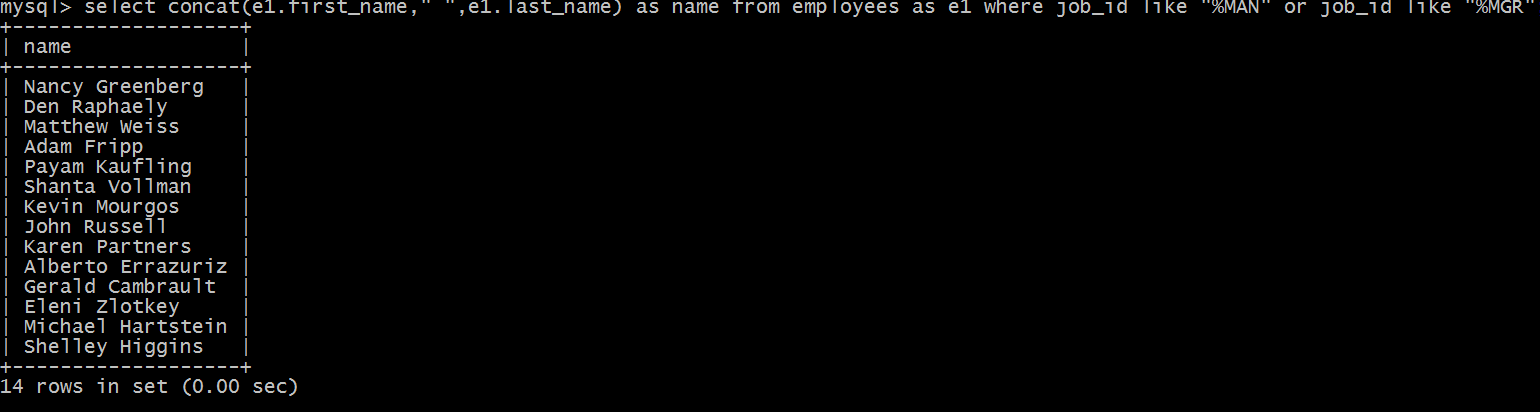 mysql> select concat(e1.first_name," ",e1.last_name) as name from employees as e1 where job_id like "%MAN" or job_id like "%MGR"
+-------------------+
| name              |
+-------------------+
| Nancy Greenberg   |
| Den Raphaely      |
| Matthew Weiss     |
| Adam Fripp        |
| Payam Kaufling    |
| Shanta Vollman    |
| Kevin Mourgos     |
| John Russell      |
| Karen Partners    |
| Alberto Errazuriz |
| Gerald Cambrault  |
| Eleni Zlotkey     |
| Michael Hartstein |
| Shelley Higgins   |
+-------------------+
14 rows in set (0.00 sec)